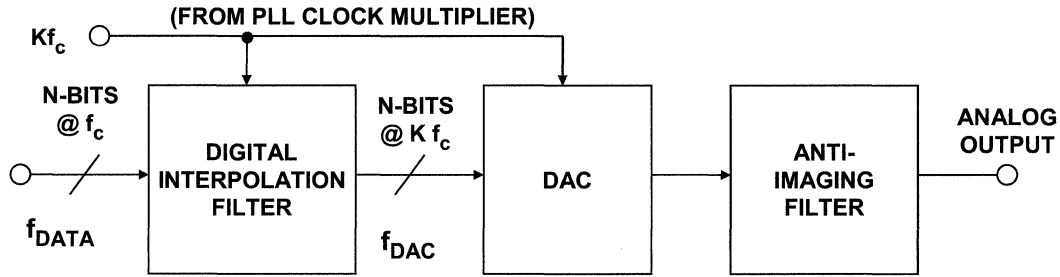 (FROM PLL CLOCK MULTIPLIER)
Kfc
N-BITS
@ fc
fDATA
DIGITAL
INTERPOLATION
FILTER
N-BITS
@ K fc
fDAC
DAC
ANTI-
IMAGING
FILTER
ANALOG
OUTPUT